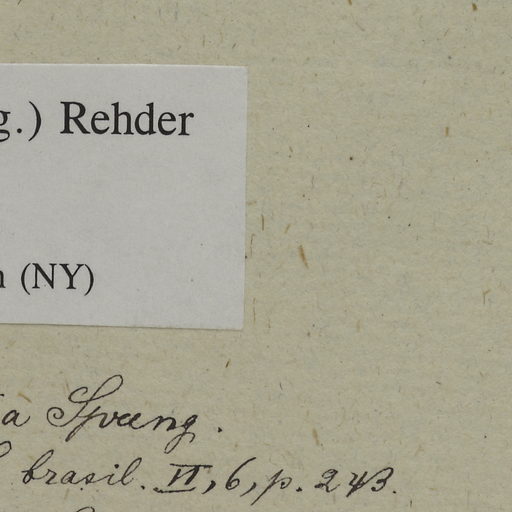 g.) Rehder
n (NY)
a Spreng.
brasil. VI, 6, p. 243.